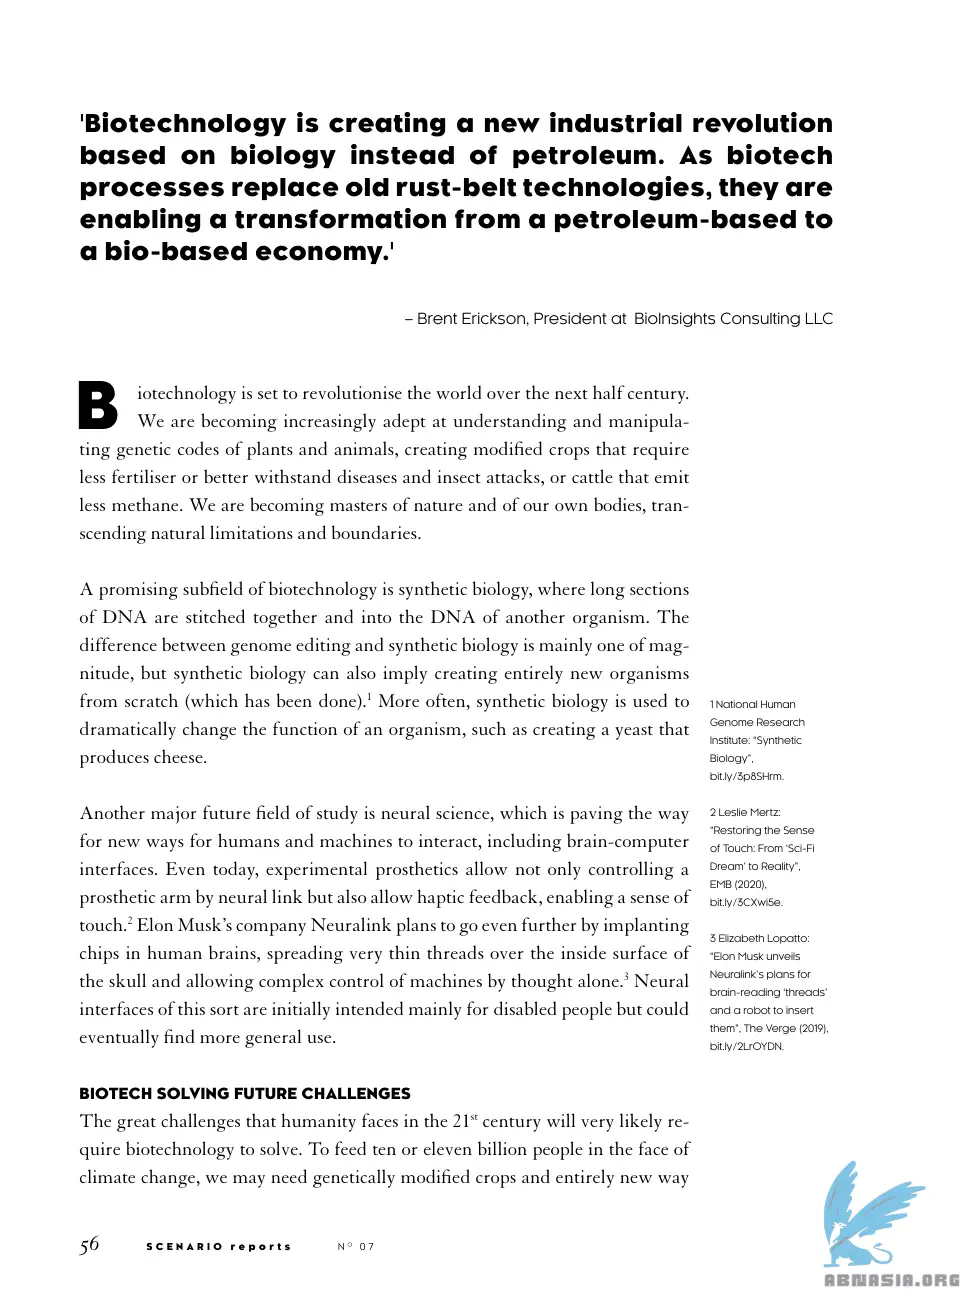 'Biotechnology is creating a new industrial revolution
based on biology instead of petroleum. As biotech
processes replace old rust-belt technologies, they are
enabling a transformation from a petroleum-based to
a bio-based economy.'
– Brent Erickson, President at BioInsights Consulting LLC
Biotechnology is set to revolutionise the world over the next half century.
We are becoming increasingly adept at understanding and manipula-
ting genetic codes of plants and animals, creating modified crops that require
less fertiliser or better withstand diseases and insect attacks, or cattle that emit
less methane. We are becoming masters of nature and of our own bodies, tran-
scending natural limitations and boundaries.
A promising subfield of biotechnology is synthetic biology, where long sections
of DNA are stitched together and into the DNA of another organism. The
difference between genome editing and synthetic biology is mainly one of mag-
nitude, but synthetic biology can also imply creating entirely new organisms
from scratch (which has been done).1 More often, synthetic biology is used to
dramatically change the function of an organism, such as creating a yeast that
produces cheese.
Another major future field of study is neural science, which is paving the way
for new ways for humans and machines to interact, including brain-computer
interfaces. Even today, experimental prosthetics allow not only controlling a
prosthetic arm by neural link but also allow haptic feedback, enabling a sense of
touch.2 Elon Musk's company Neuralink plans to go even further by implanting
chips in human brains, spreading very thin threads over the inside surface of
the skull and allowing complex control of machines by thought alone.3 Neural
interfaces of this sort are initially intended mainly for disabled people but could
eventually find more general use.
BIOTECH SOLVING FUTURE CHALLENGES
The great challenges that humanity faces in the 21st century will very likely re-
quire biotechnology to solve. To feed ten or eleven billion people in the face of
climate change, we may need genetically modified crops and entirely new way
1 National Human
Genome Research
Institute: "Synthetic
Biology",
bit.ly/3p8SHrm.
2 Leslie Mertz:
"Restoring the Sense
of Touch: From 'Sci-Fi
Dream' to Reality",
EMB (2020),
bit.ly/3CXwi5e.
3 Elizabeth Lopatto:
"Elon Musk unveils
Neuralink's plans for
brain-reading 'threads'
and a robot to insert
them", The Verge (2019),
bit.ly/2LrOYDN.
56 SCENARIO reports Nº 07
ABNASIA.ORG